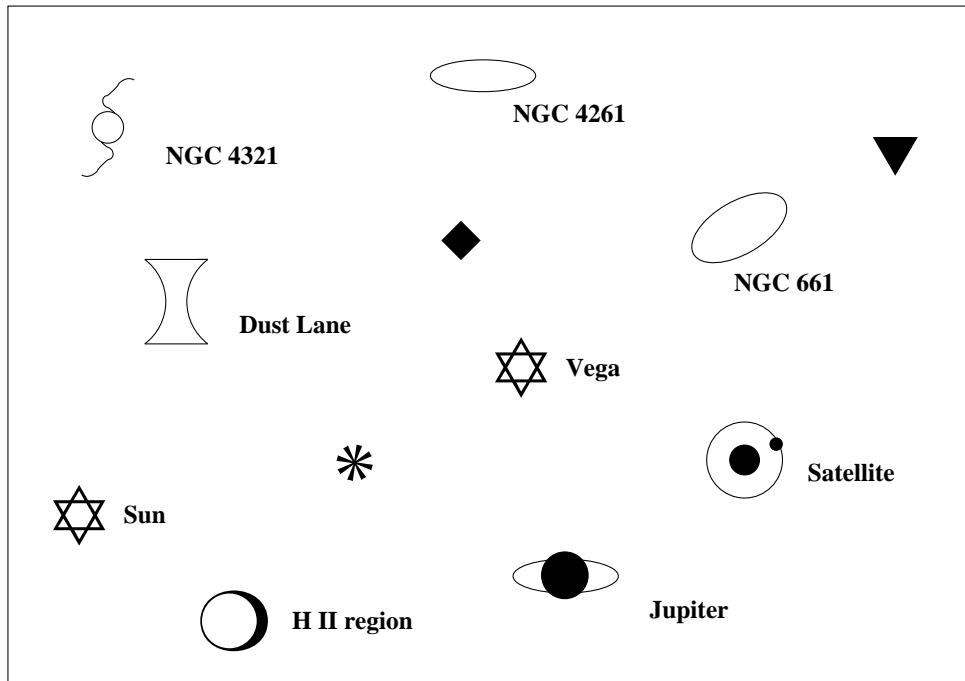 NGC 4261
NGC 4321
NGC 661
Dust Lane
Vega
Satellite
Sun
Jupiter
H II region